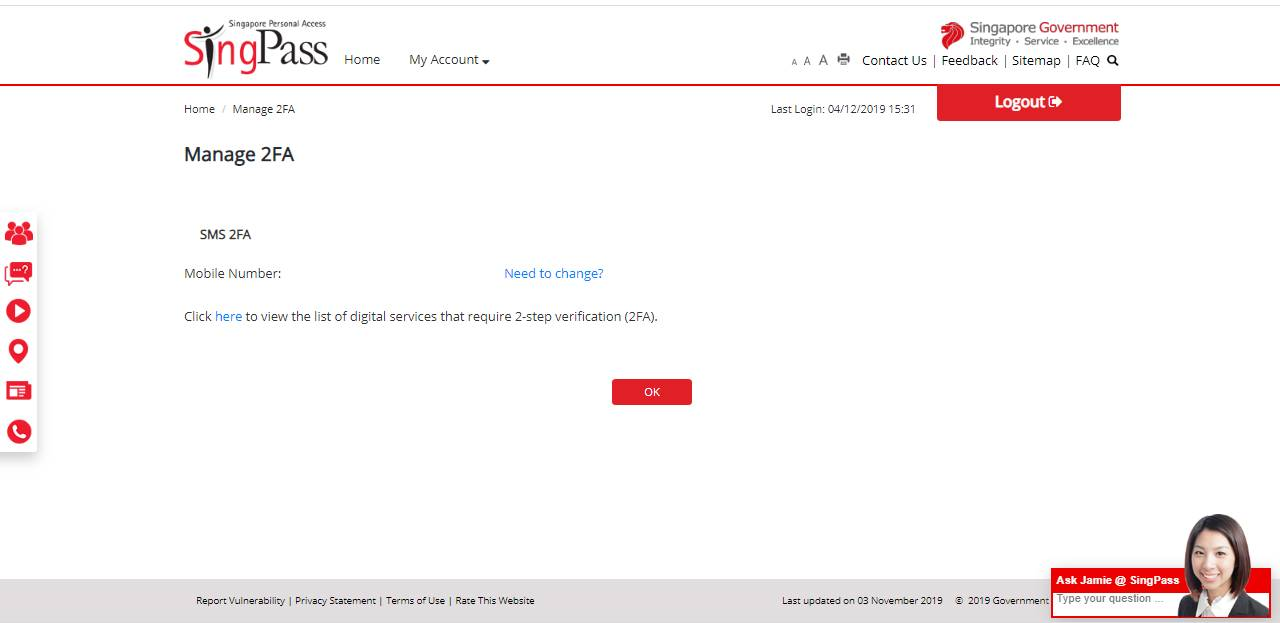 Singapore Personal Access
SingPass
Home My Account
A A A Contact Us | Feedback | Sitemap | FAQ
Singapore Government
Integrity · Service · Excellence
Home / Manage 2FA
Last Login: 04/12/2019 15:31
Logout
Manage 2FA
SMS 2FA
Mobile Number: Need to change?
Click here to view the list of digital services that require 2-step verification (2FA).
OK
Ask Jamie @ SingPass
Type your question ...
Report Vulnerability | Privacy Statement | Terms of Use | Rate This Website
Last updated on 03 November 2019 © 2019 Government